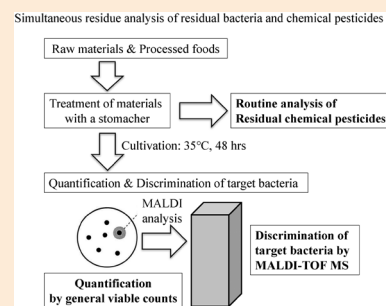 Simultaneous residue analysis of residual bacteria and chemical pesticides
Raw materials & Processed foods
Treatment of materials
with a stomacher
Routine analysis of
Residual chemical pesticides
Cultivation: 35℃, 48 hrs
Quantification & Discrimination of target bacteria
MALDI
analysis
Discrimination of
target bacteria by
MALDI-TOF MS
Quantification
by general viable counts